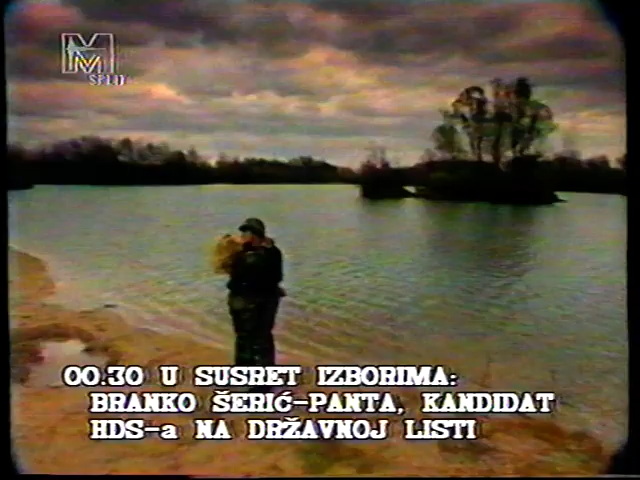 M
SPLIT
00.30 U SUSRET IZBORIMA:
BRANKO ŠERIć-PANTA, KANDIDAT
HDS-a NA DRŽAVNOJ LISTI